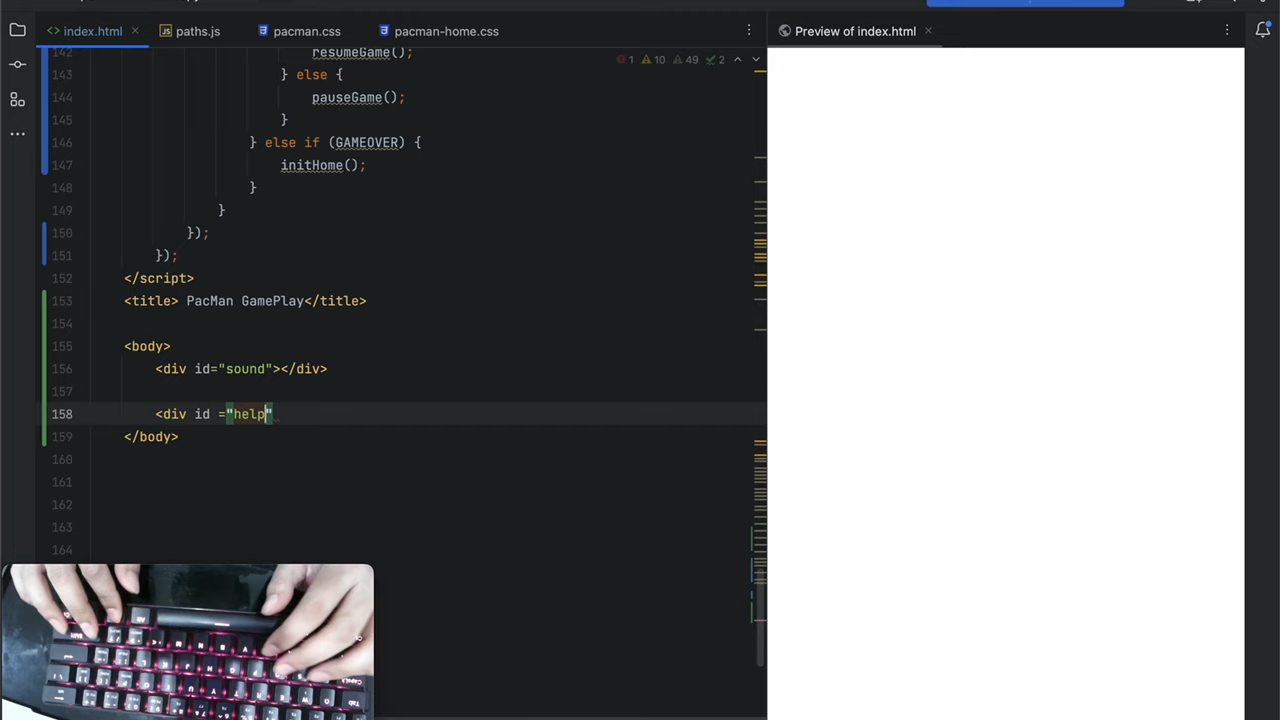 index.html
paths.js
pacman.css
pacman-home.css
Preview of index.html
1 10 49 2
142 resumeGame();
143 } else {
144 pauseGame();
145 }
146 } else if (GAMEOVER) {
147 initHome();
148 }
149 }
150 });
151 });
152 </script>
153 <title> PacMan GamePlay</title>
154
155 <body>
156 <div id="sound"></div>
157
158 <div id ="help"
159 </body>
160
161
162
163
164